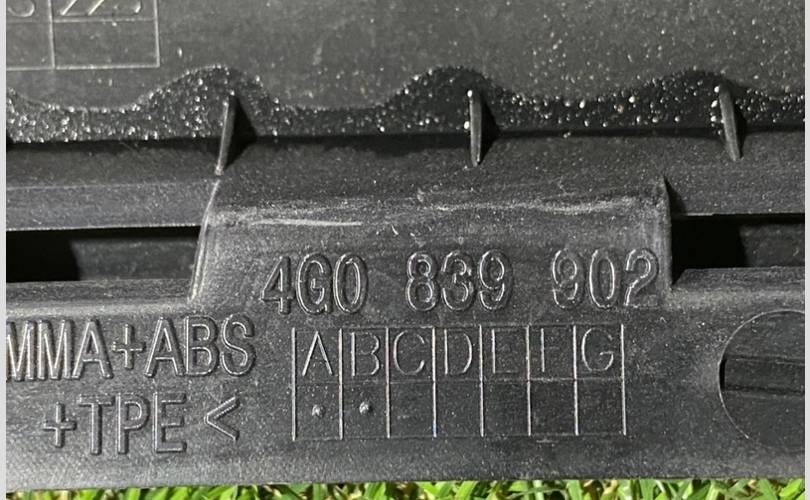 4G0 839 902
MMA+ABS
A B C D E F G
+TPE<